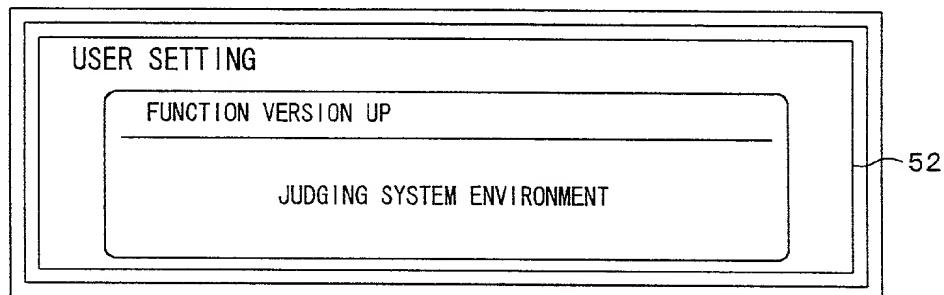 USER SETTING
FUNCTION VERSION UP
JUDGING SYSTEM ENVIRONMENT
52